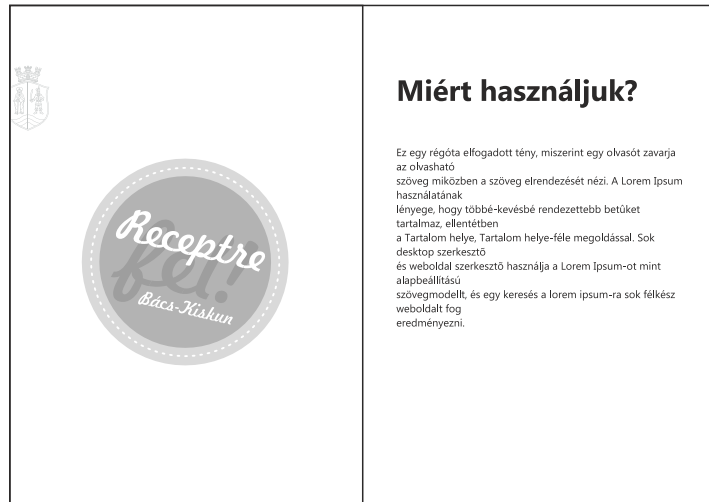 Receptre
fel!
Bács-Kiskun
Miért használjuk?
Ez egy régóta elfogadott tény, miszerint egy olvasót zavarja
az olvasható
szöveg miközben a szöveg elrendezését nézi. A Lorem Ipsum
használatának
lényege, hogy többé-kevésbé rendezettebb betűket
tartalmaz, ellentétben
a Tartalom helye, Tartalom helye-féle megoldással. Sok
desktop szerkesztő
és weboldal szerkesztő használja a Lorem Ipsum-ot mint
alapbeállítású
szövegmodellt, és egy keresés a lorem ipsum-ra sok félkész
weboldalt fog
eredményezni.